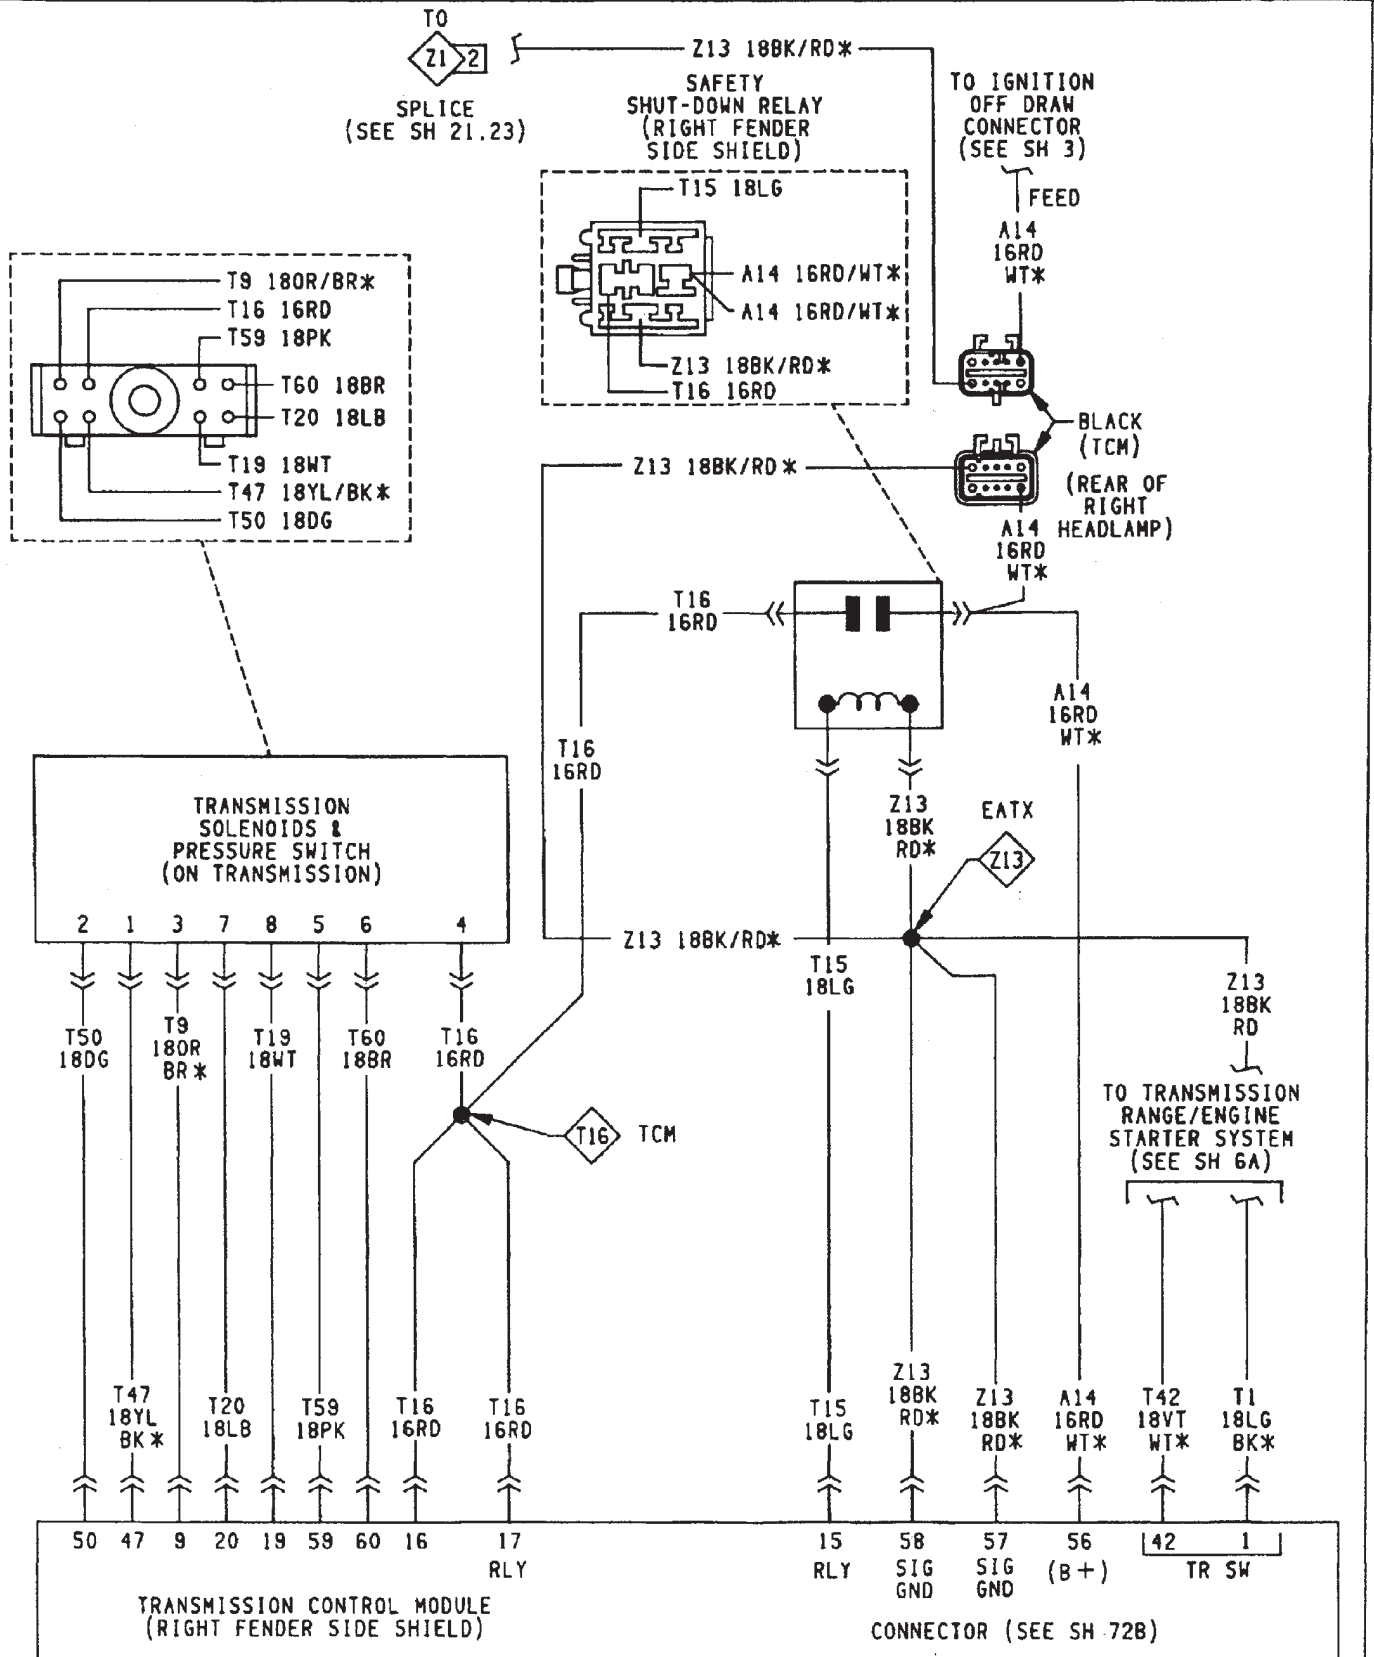 TO
Z1 2
SPLICE
(SEE SH 21,23)
Z13 18BK/RD*
SAFETY
SHUT-DOWN RELAY
(RIGHT FENDER
SIDE SHIELD)
TO IGNITION
OFF DRAW
CONNECTOR
(SEE SH 3)
FEED
A14
16RD
WT*
T15 18LG
A14 16RD/WT*
A14 16RD/WT*
Z13 18BK/RD*
T16 16RD
T9 18OR/BR*
T16 16RD
T59 18PK
T60 18BR
T20 18LB
T19 18WT
T47 18YL/BK*
T50 18DG
BLACK
(TCM)
(REAR OF
RIGHT
HEADLAMP)
Z13 18BK/RD*
A14
16RD
WT*
T16
16RD
A14
16RD
WT*
T16
16RD
TRANSMISSION
SOLENOIDS &
PRESSURE SWITCH
(ON TRANSMISSION)
2 1 3 7 8 5 6 4
Z13
18BK
RD*
EATX
Z13
Z13 18BK/RD*
T15
18LG
Z13
18BK
RD
T50
18DG
T9
18OR
BR*
T19
18WT
T60
18BR
T16
16RD
TO TRANSMISSION
RANGE/ENGINE
STARTER SYSTEM
(SEE SH 6A)
T16 TCM
T47
18YL
BK*
T20
18LB
T59
18PK
T16
16RD
T16
16RD
T15
18LG
Z13
18BK
RD*
Z13
18BK
RD*
A14
16RD
WT*
T42
18VT
WT*
T1
18LG
BK*
50 47 9 20 19 59 60 16 17 15 58 57 56 42 1
RLY
RLY
SIG
GND
SIG
GND
(B+)
TR SW
TRANSMISSION CONTROL MODULE
(RIGHT FENDER SIDE SHIELD)
CONNECTOR (SEE SH 72B)